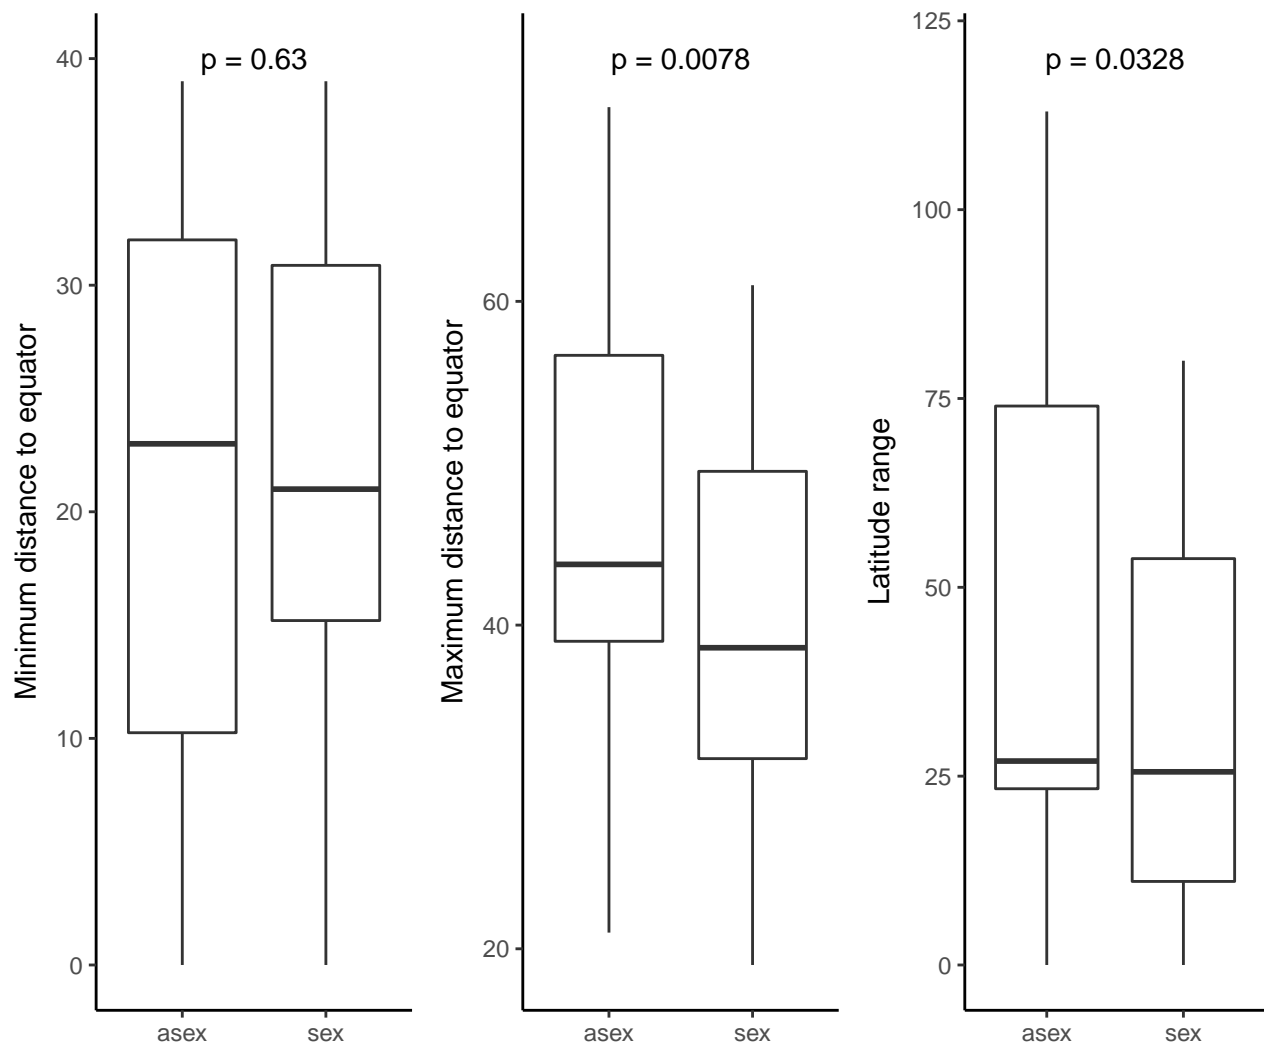 Minimum distance to equator
40
30
20
10
0
p = 0.63
asex sex
Maximum distance to equator
60
40
20
p = 0.0078
asex sex
Latitude range
125
100
75
50
25
0
p = 0.0328
asex sex